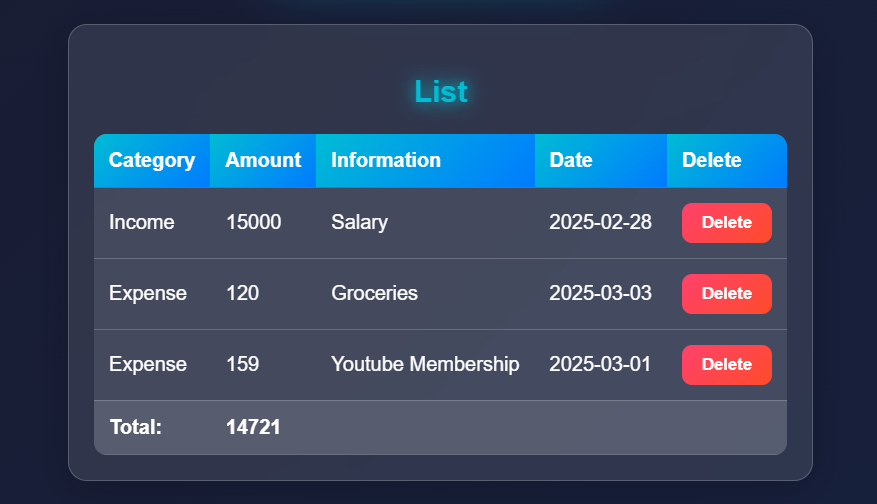 List
Category Amount Information Date Delete
Income 15000 Salary 2025-02-28 Delete
Expense 120 Groceries 2025-03-03 Delete
Expense 159 Youtube Membership 2025-03-01 Delete
Total: 14721